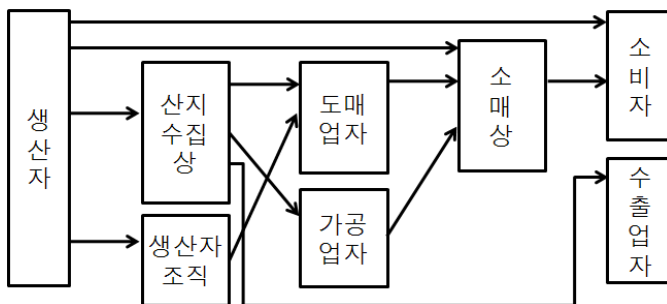 생
산
자
산지
수집
상
생산자
조직
도매
업자
가공
업자
소
매
상
소
비
자
수
출
업
자